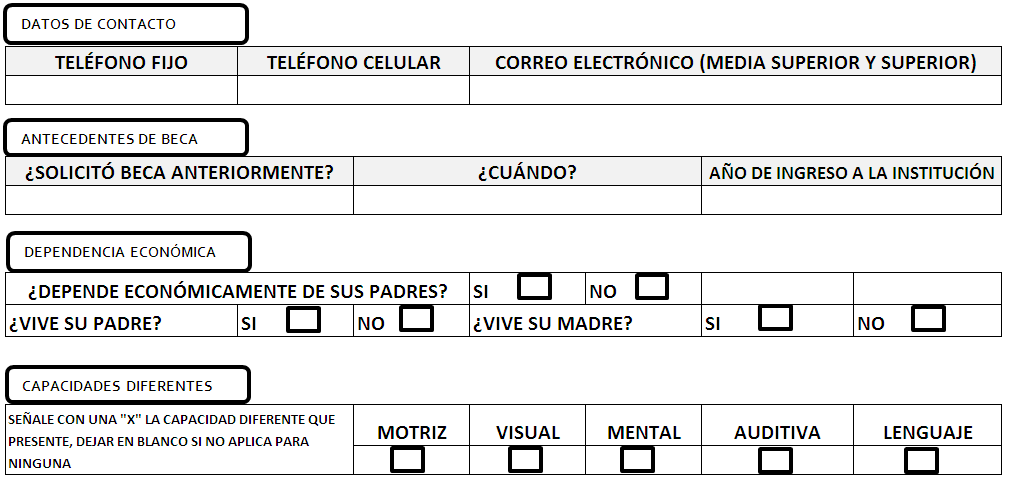 DATOS DE CONTACTO
TELÉFONO FIJO TELÉFONO CELULAR CORREO ELECTRÓNICO (MEDIA SUPERIOR Y SUPERIOR)
ANTECEDENTES DE BECA
¿SOLICITÓ BECA ANTERIORMENTE? ¿CUÁNDO? AÑO DE INGRESO A LA INSTITUCIÓN
DEPENDENCIA ECONÓMICA
¿DEPENDE ECONÓMICAMENTE DE SUS PADRES? SI NO
¿VIVE SU PADRE? SI NO ¿VIVE SU MADRE? SI NO
CAPACIDADES DIFERENTES
SEÑALE CON UNA "X" LA CAPACIDAD DIFERENTE QUE
PRESENTE, DEJAR EN BLANCO SI NO APLICA PARA
NINGUNA
MOTRIZ VISUAL MENTAL AUDITIVA LENGUAJE